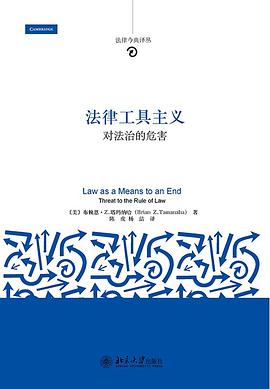 CAMBRIDGE
法律今典译丛
法律工具主义
对法治的危害
Law as a Means to an End
Threat to the Rule of Law
〔美〕布赖恩·Z.塔玛纳哈 (Brian Z.Tamanaha) 著
陈虎 杨洁 译
北京大学出版社